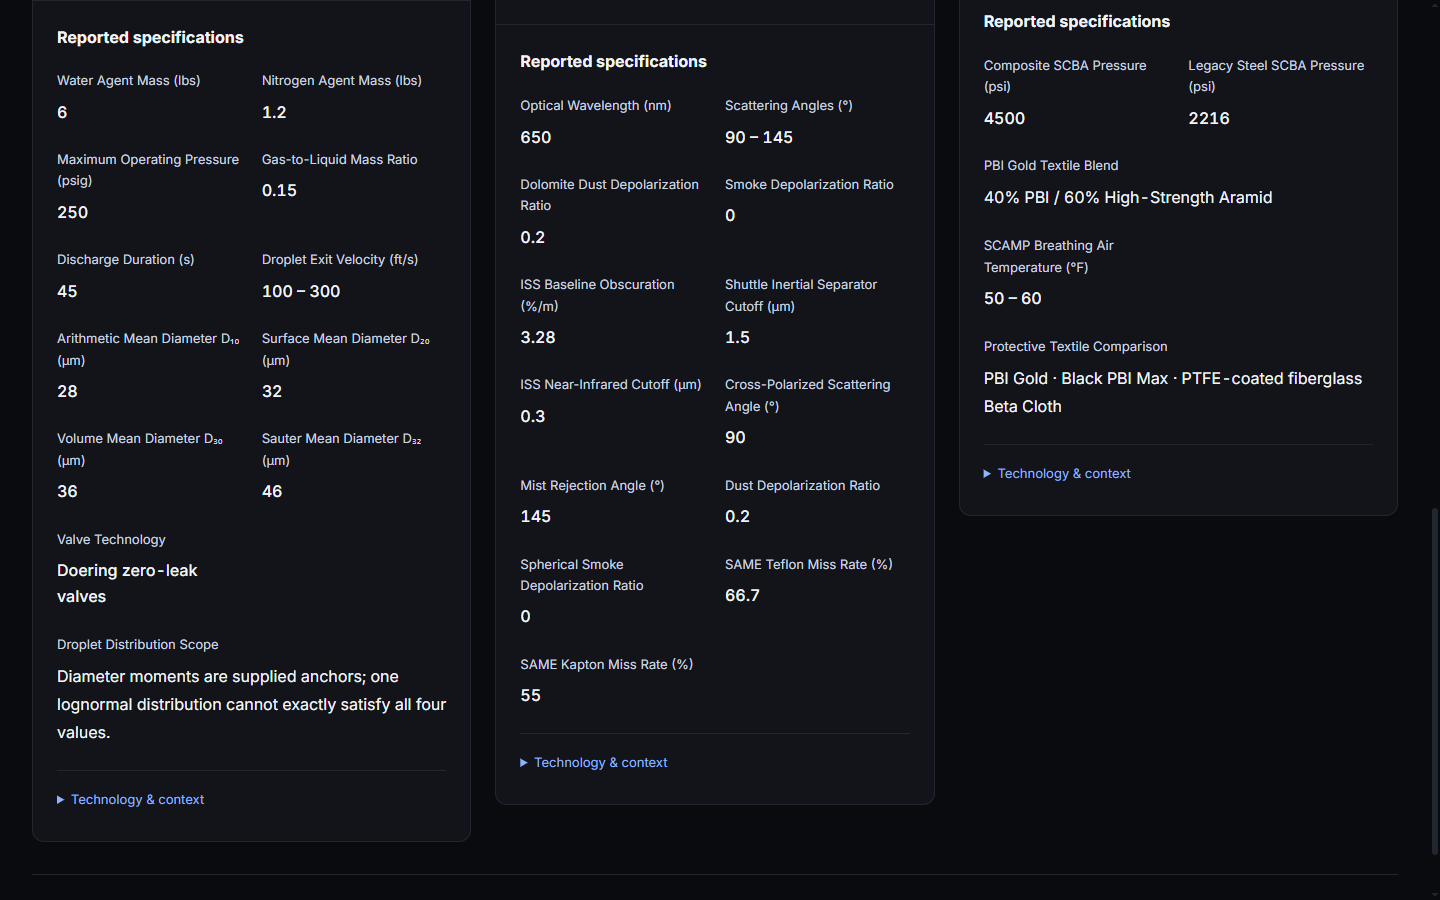 Reported specifications
Water Agent Mass (lbs)
6
Nitrogen Agent Mass (lbs)
1.2
Maximum Operating Pressure
(psig)
250
Gas-to-Liquid Mass Ratio
0.15
Discharge Duration (s)
45
Droplet Exit Velocity (ft/s)
100 – 300
Arithmetic Mean Diameter D₁₀
(μm)
28
Surface Mean Diameter D₂₀
(μm)
32
Volume Mean Diameter D₃₀
(μm)
36
Sauter Mean Diameter D₃₂
(μm)
46
Valve Technology
Doering zero-leak
valves
Droplet Distribution Scope
Diameter moments are supplied anchors; one
lognormal distribution cannot exactly satisfy all four
values.
▶ Technology & context
Reported specifications
Optical Wavelength (nm)
650
Scattering Angles (°)
90 – 145
Dolomite Dust Depolarization
Ratio
0.2
Smoke Depolarization Ratio
0
ISS Baseline Obscuration
(%/m)
3.28
Shuttle Inertial Separator
Cutoff (μm)
1.5
ISS Near-Infrared Cutoff (μm)
0.3
Cross-Polarized Scattering
Angle (°)
90
Mist Rejection Angle (°)
145
Dust Depolarization Ratio
0.2
Spherical Smoke
Depolarization Ratio
0
SAME Teflon Miss Rate (%)
66.7
SAME Kapton Miss Rate (%)
55
▶ Technology & context
Reported specifications
Composite SCBA Pressure
(psi)
4500
Legacy Steel SCBA Pressure
(psi)
2216
PBI Gold Textile Blend
40% PBI / 60% High-Strength Aramid
SCAMP Breathing Air
Temperature (°F)
50 – 60
Protective Textile Comparison
PBI Gold · Black PBI Max · PTFE-coated fiberglass
Beta Cloth
▶ Technology & context